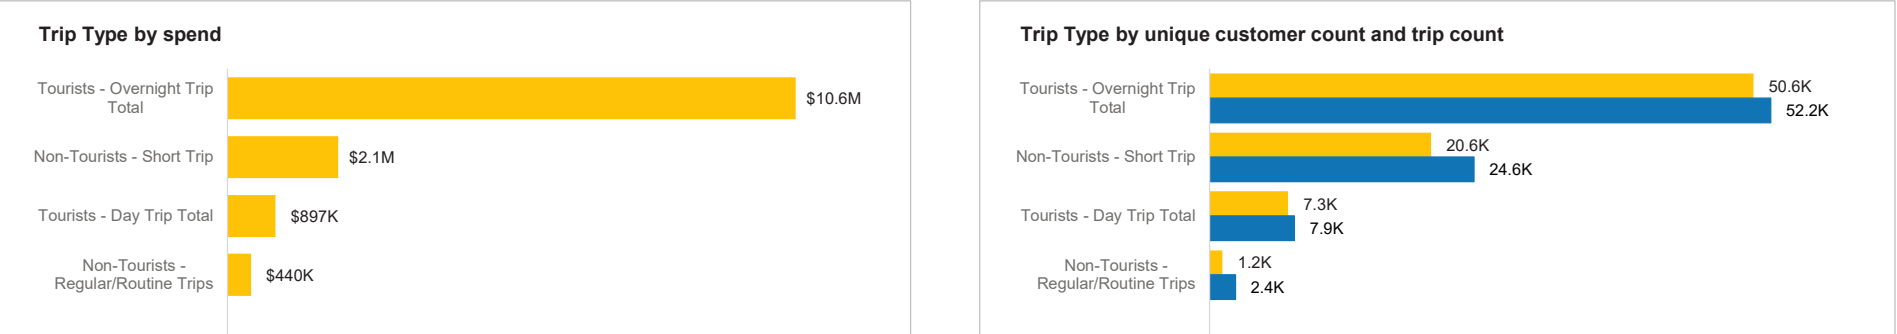 Trip Type by spend
Tourists - Overnight Trip
Total
$10.6M
Non-Tourists - Short Trip
$2.1M
Tourists - Day Trip Total
$897K
Non-Tourists -
Regular/Routine Trips
$440K
Trip Type by unique customer count and trip count
Tourists - Overnight Trip
Total
50.6K
52.2K
Non-Tourists - Short Trip
20.6K
24.6K
Tourists - Day Trip Total
7.3K
7.9K
Non-Tourists -
Regular/Routine Trips
1.2K
2.4K